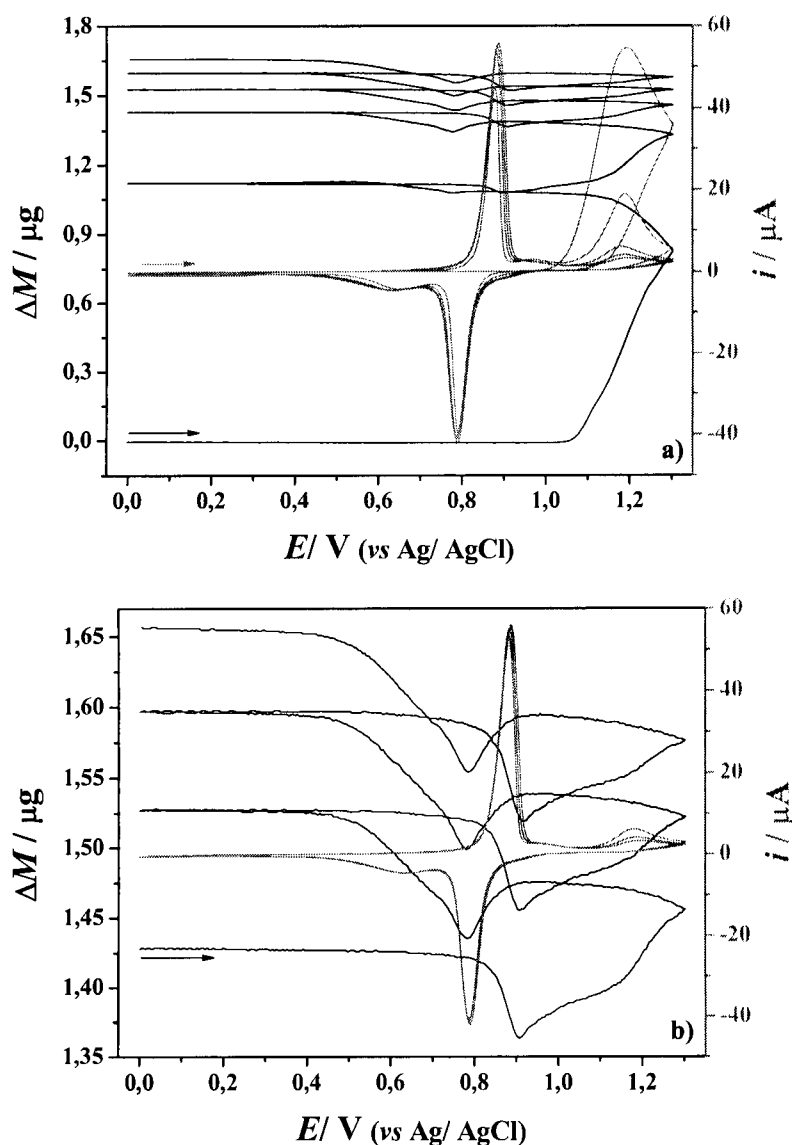 1,8
1,5
1,2
0,9
0,6
0,3
0,0
ΔM / µg
60
40
20
0
-20
-40
i / µA
a)
0,0 0,2 0,4 0,6 0,8 1,0 1,2
E/ V (vs Ag/ AgCl)
1,65
1,60
1,55
1,50
1,45
1,40
1,35
ΔM / µg
60
40
20
0
-20
-40
i / µA
b)
0,0 0,2 0,4 0,6 0,8 1,0 1,2
E/ V (vs Ag/ AgCl)